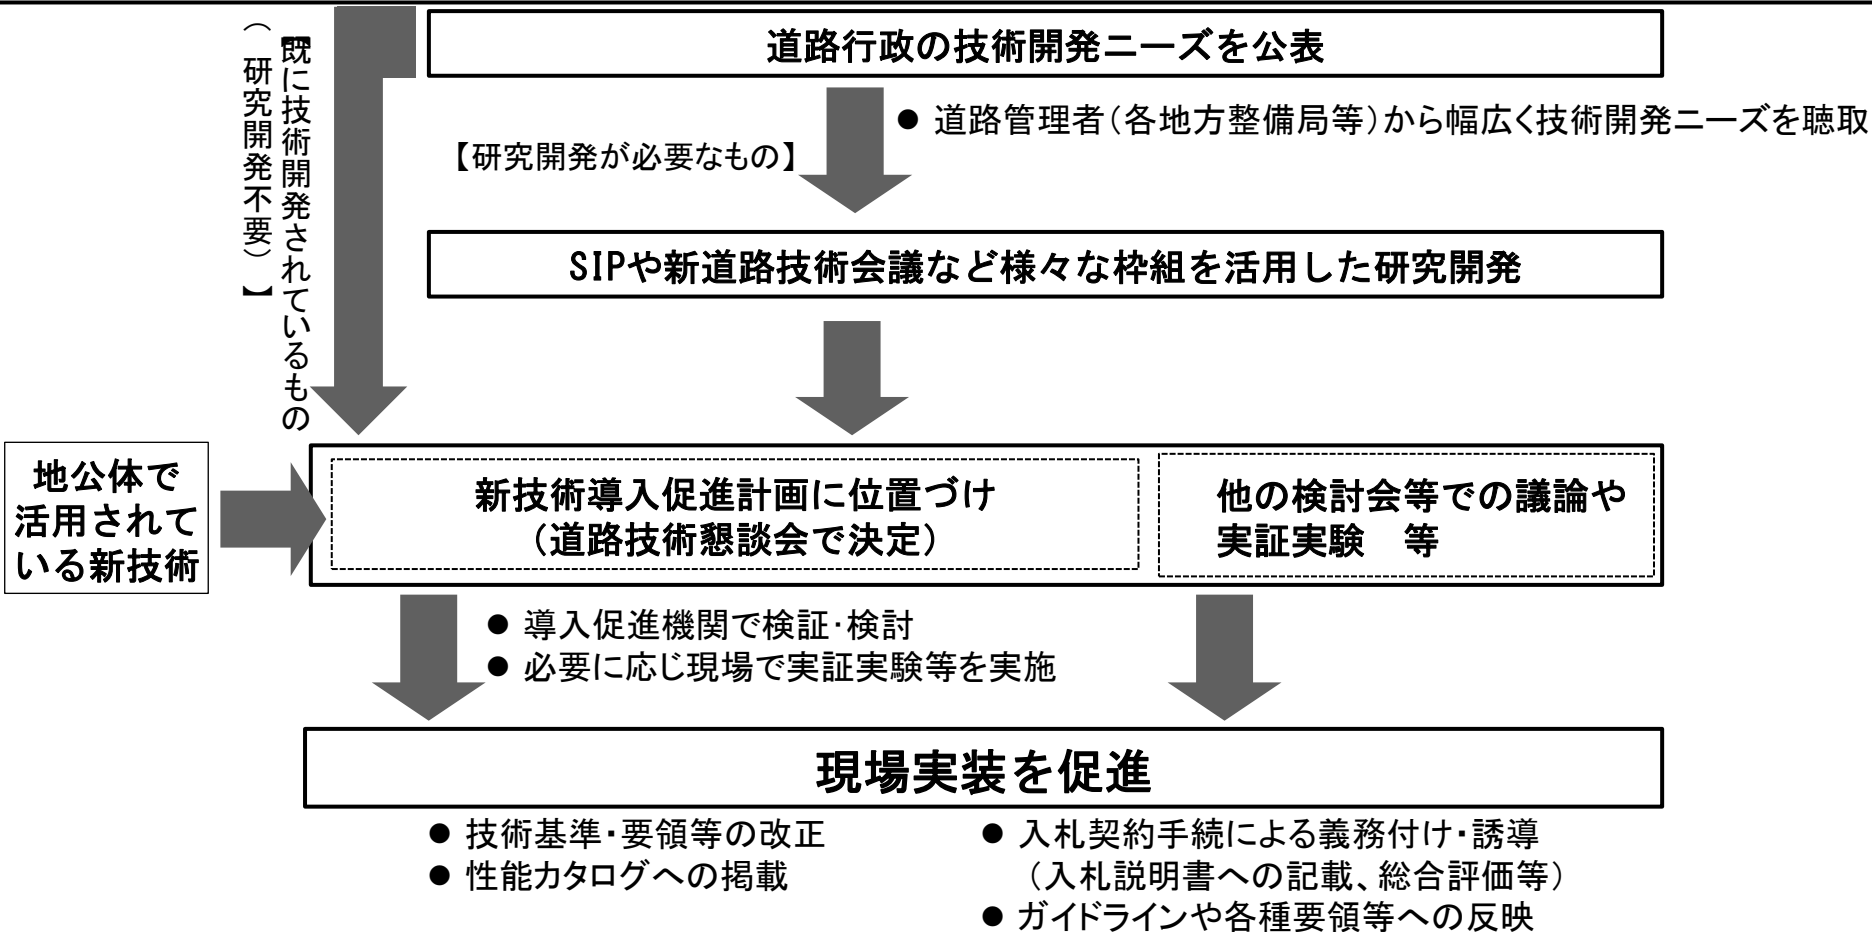 道路行政の技術開発ニーズを公表
● 道路管理者(各地方整備局等)から幅広く技術開発ニーズを聴取
【研究開発が必要なもの】
【既に技術開発されているもの
(研究開発不要)】
SIPや新道路技術会議など様々な枠組を活用した研究開発
地公体で
活用されて
いる新技術
新技術導入促進計画に位置づけ
(道路技術懇談会で決定)
他の検討会等での議論や
実証実験 等
● 導入促進機関で検証・検討
● 必要に応じ現場で実証実験等を実施
現場実装を促進
● 技術基準・要領等の改正
● 性能カタログへの掲載
● 入札契約手続による義務付け・誘導
(入札説明書への記載、総合評価等)
● ガイドラインや各種要領等への反映